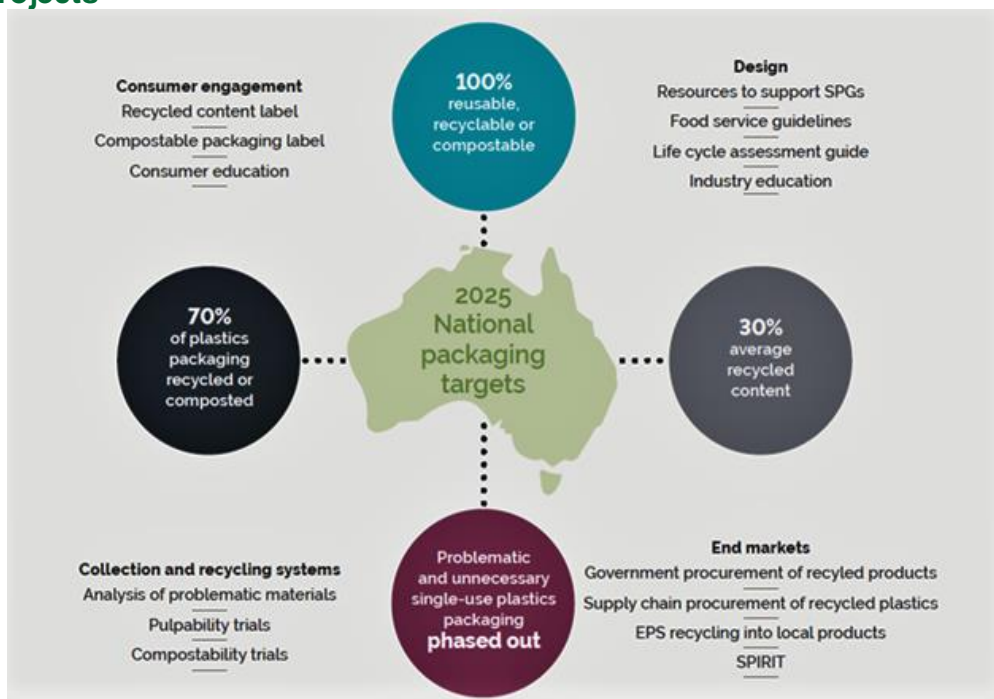 Consumer engagement
Recycled content label
Compostable packaging label
Consumer education
100%
reusable,
recyclable or
compostable
Design
Resources to support SPGs
Food service guidelines
Life cycle assessment guide
Industry education
70%
of plastics
packaging
recycled or
composted
2025
National
packaging
targets
30%
average
recycled
content
Collection and recycling systems
Analysis of problematic materials
Pulpability trials
Compostability trials
Problematic
and unnecessary
single-use plastics
packaging
phased out
End markets
Government procurement of recyled products
Supply chain procurement of recycled plastics
EPS recycling into local products
SPIRIT